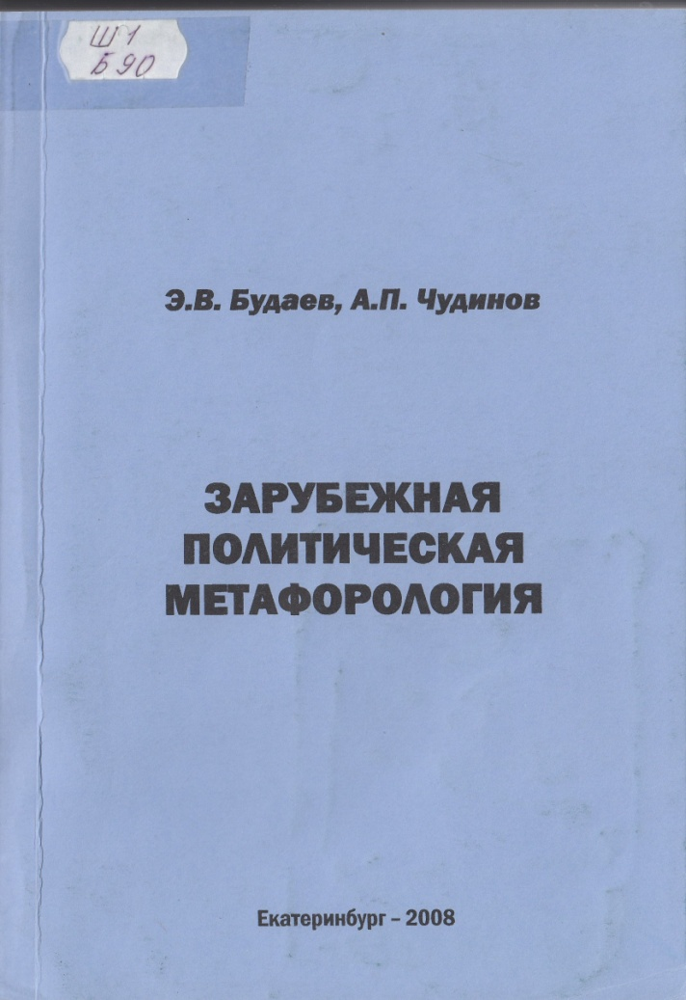 Ш1
Б90
Э.В. Будаев, А.П. Чудинов
ЗАРУБЕЖНАЯ
ПОЛИТИЧЕСКАЯ
МЕТАФОРОЛОГИЯ
Екатеринбург – 2008